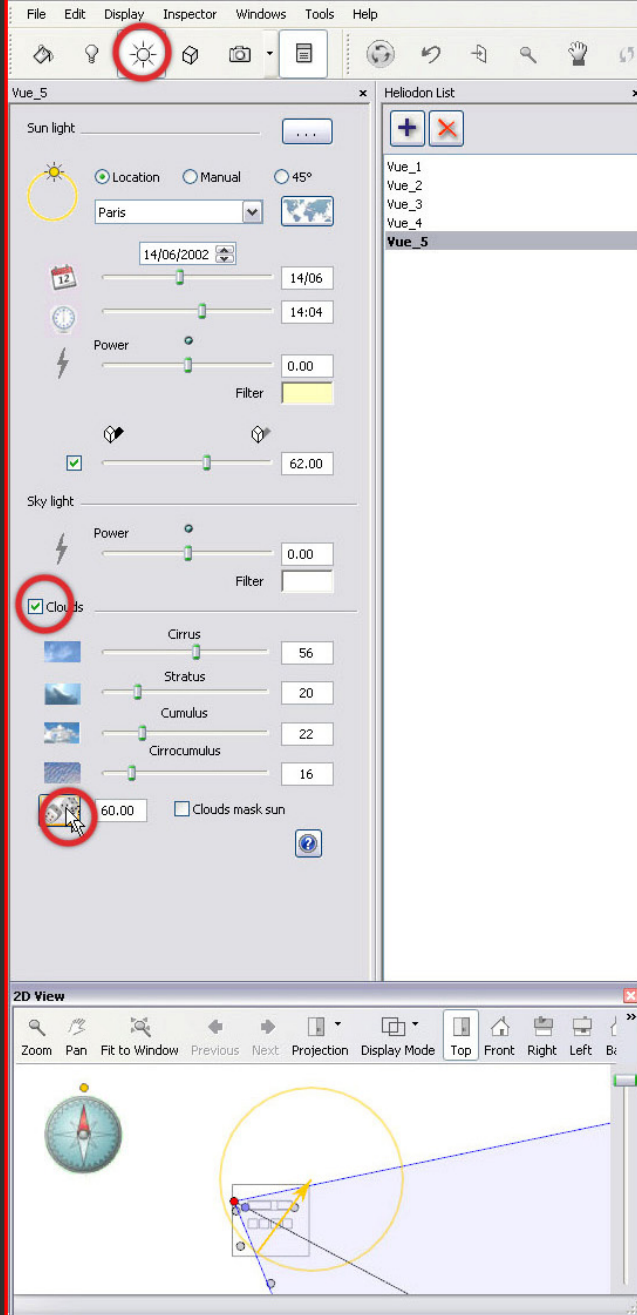 File Edit Display Inspector Windows Tools Help
Vue_5
Sun light
...
Location Manual 45°
Paris
14/06/2002
14/06
14:04
Power
0.00
Filter
62.00
Sky light
Power
0.00
Filter
Clouds
Cirrus
56
Stratus
20
Cumulus
22
Cirrocumulus
16
60.00 Clouds mask sun
?
Heliodon List
Vue_1
Vue_2
Vue_3
Vue_4
Vue_5
2D View
Zoom Pan Fit to Window Previous Next Projection Display Mode Top Front Right Left